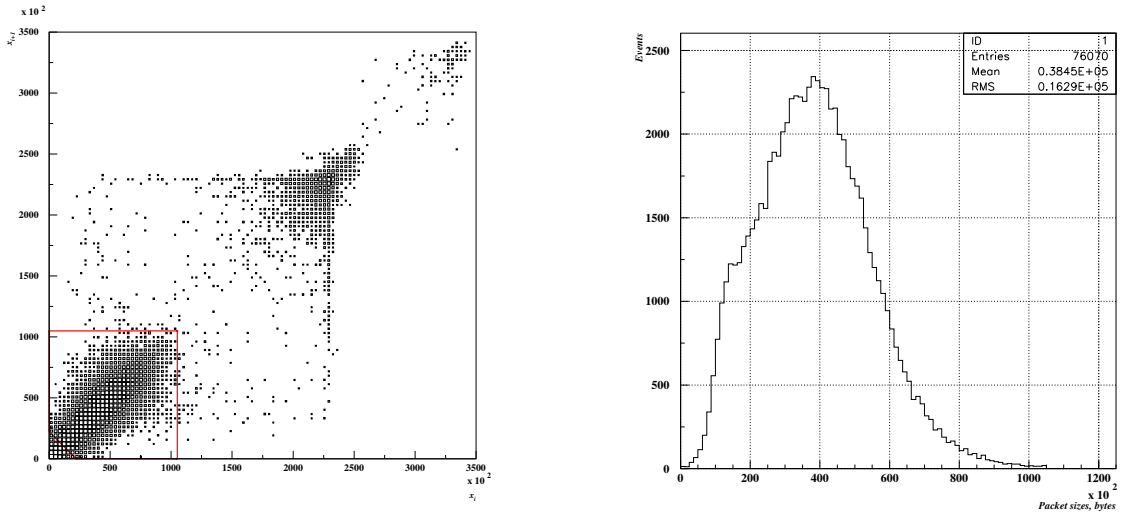 x 10 ²
x i+1
3500
3000
2500
2000
1500
1000
500
0
0 500 1000 1500 2000 2500 3000 3500
x 10 ²
x i
Events
2500
2000
1500
1000
500
0
ID 1
Entries 76070
Mean 0.3845E+05
RMS 0.1629E+05
0 200 400 600 800 1000 1200
x 10 ²
Packet sizes, bytes